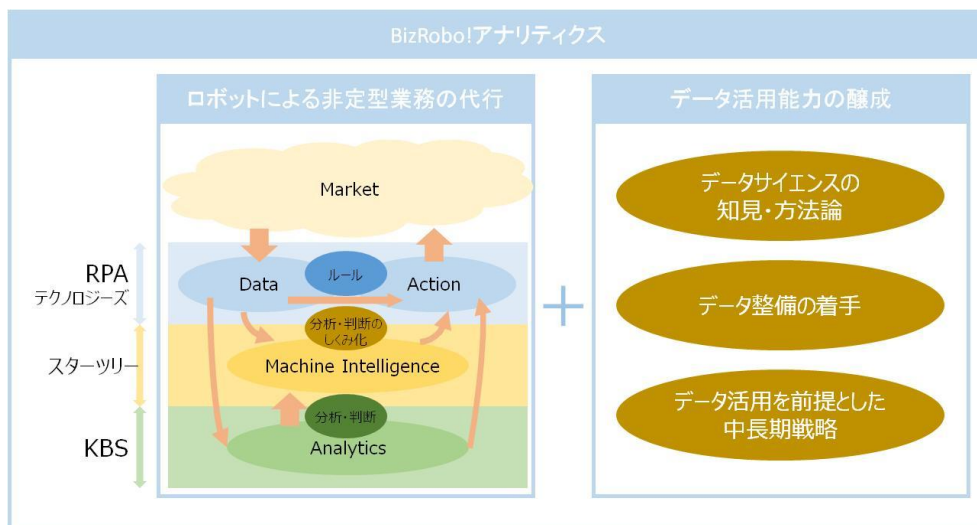 BizRobo!アナリティクス
ロボットによる非定型業務の代行
Market
RPA
テクノロジーズ
Data
ルール
Action
分析・判断の
しくみ化
スターツリー
Machine Intelligence
分析・判断
KBS
Analytics
+
データ活用能力の醸成
データサイエンスの
知見・方法論
データ整備の着手
データ活用を前提とした
中長期戦略